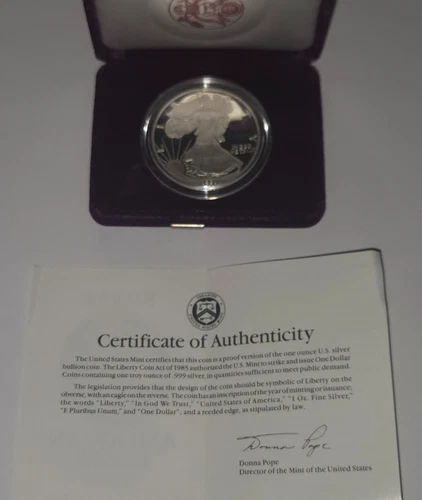 Certificate of Authenticity
The United States Mint certifies that this coin is a proof version of the one ounce U.S. silver
bullion coin. The Liberty Coin Act of 1985 authorized the U.S. Mint to strike and issue One Dollar
Coins containing one troy ounce of .999 silver, in quantities sufficient to meet public demand.
The legislation provides that the design of the coin should be symbolic of Liberty on the
obverse, with an eagle on the reverse. The coin has an inscription of the year of minting or issuance;
the words "Liberty," "In God We Trust," "United States of America," "1 Oz. Fine Silver,"
"E Pluribus Unum," and "One Dollar", and a reeded edge, as stipulated by law.
Donna Pope
Donna Pope
Director of the Mint of the United States